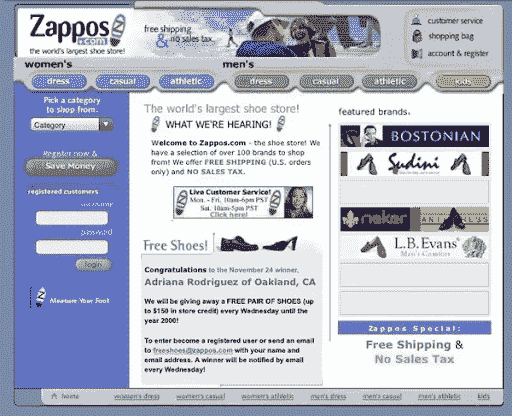 Zappos
.com
the world's largest shoe store!
free shipping
& no sales tax.
customer service
shopping bag
account & register
women's
men's
dress
casual
athletic
dress
casual
athletic
kids
Pick a category
to shop from.
Category
Register now &
Save Money
registered customers
username
password
login
Measure Your Foot
The world's largest shoe store!
WHAT WE'RE HEARING!
Welcome to Zappos.com - the shoe store! We
have a selection of over 100 brands to shop
from! We offer FREE SHIPPING (U.S. orders
only) and NO SALES TAX.
Live Customer Service!
Mon. - Fri. 10am-6pm PST
Sat. 10am-5pm PST
Click here!
Free Shoes!
Congratulations to the November 24 winner,
Adriana Rodriguez of Oakland, CA
We will be giving away a FREE PAIR OF SHOES (up
to $150 in store credit) every Wednesday until the
year 2000!
To enter become a registered user or send an
email to freeshoes@zappos.com with your name and
email address. A winner will be notified by email
every Wednesday!
featured brands.
BOSTONIAN
Sudini
L.B. Evans
Men's Comfort
Zappos Special:
Free Shipping &
No Sales Tax
home
women's dress
women's casual
women's athletic
men's dress
men's casual
men's athletic
kids